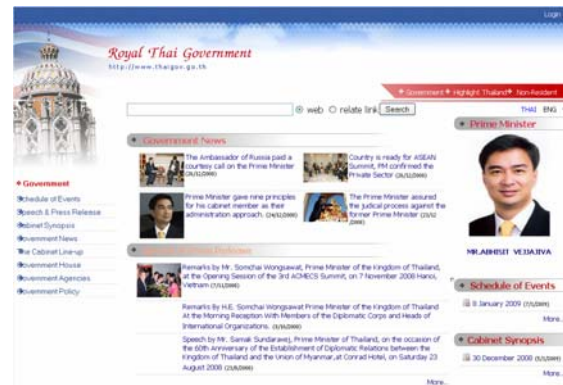 Login
Royal Thai Government
http://www.thaigov.go.th
Government Highlight Thailand Non-Resident
web relate link Search
THAI ENG
Government News
Prime Minister
The Ambassador of Russia paid a
courtesy call on the Prime Minister
Country is ready for ASEAN
Summit, PM confirmed the
Private Sector
Prime Minister gave nine principles
for his cabinet member as their
administration approach.
The Prime Minister assured
the judicial process against the
former Prime Minister
Government
Schedule of Events
Speech & Press Release
Cabinet Synopsis
Government News
The Cabinet Line-up
Government House
Government Agencies
Government Policy
MR.ABHISIT VEJJAJIVA
Remarks by Mr. Somchai Wongsawat, Prime Minister of the Kingdom of Thailand,
at the Opening Session of the 3rd ACMECS Summit, on 7 November 2008 Hanoi,
Vietnam (7/11/2008)
Remarks By H.E. Somchai Wongsawat Prime Minister of the Kingdom of Thailand
At the Morning Reception With Members of the Diplomatic Corps and Heads of
International Organizations.
Speech by Mr. Samak Sundaravej, Prime Minister of Thailand, on the occasion of
the 60th Anniversary of the Establishment of Diplomatic Relations between the
Kingdom of Thailand and the Union of Myanmar, at Conrad Hotel, on Saturday 23
August 2008
More..
Schedule of Events
8 January 2009
More..
Cabinet Synopsis
30 December 2008
More..